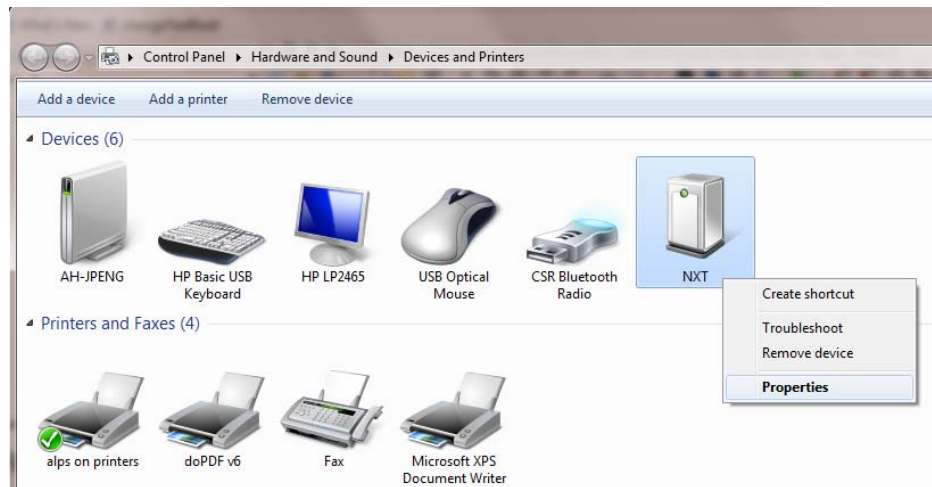 Control Panel ▸ Hardware and Sound ▸ Devices and Printers
Add a device Add a printer Remove device
Devices (6)
AH-JPENG HP Basic USB HP LP2465 USB Optical CSR Bluetooth NXT
Keyboard Mouse Radio
Create shortcut
Printers and Faxes (4)
Troubleshoot
Remove device
Properties
alps on printers doPDF v6 Fax Microsoft XPS
Document Writer